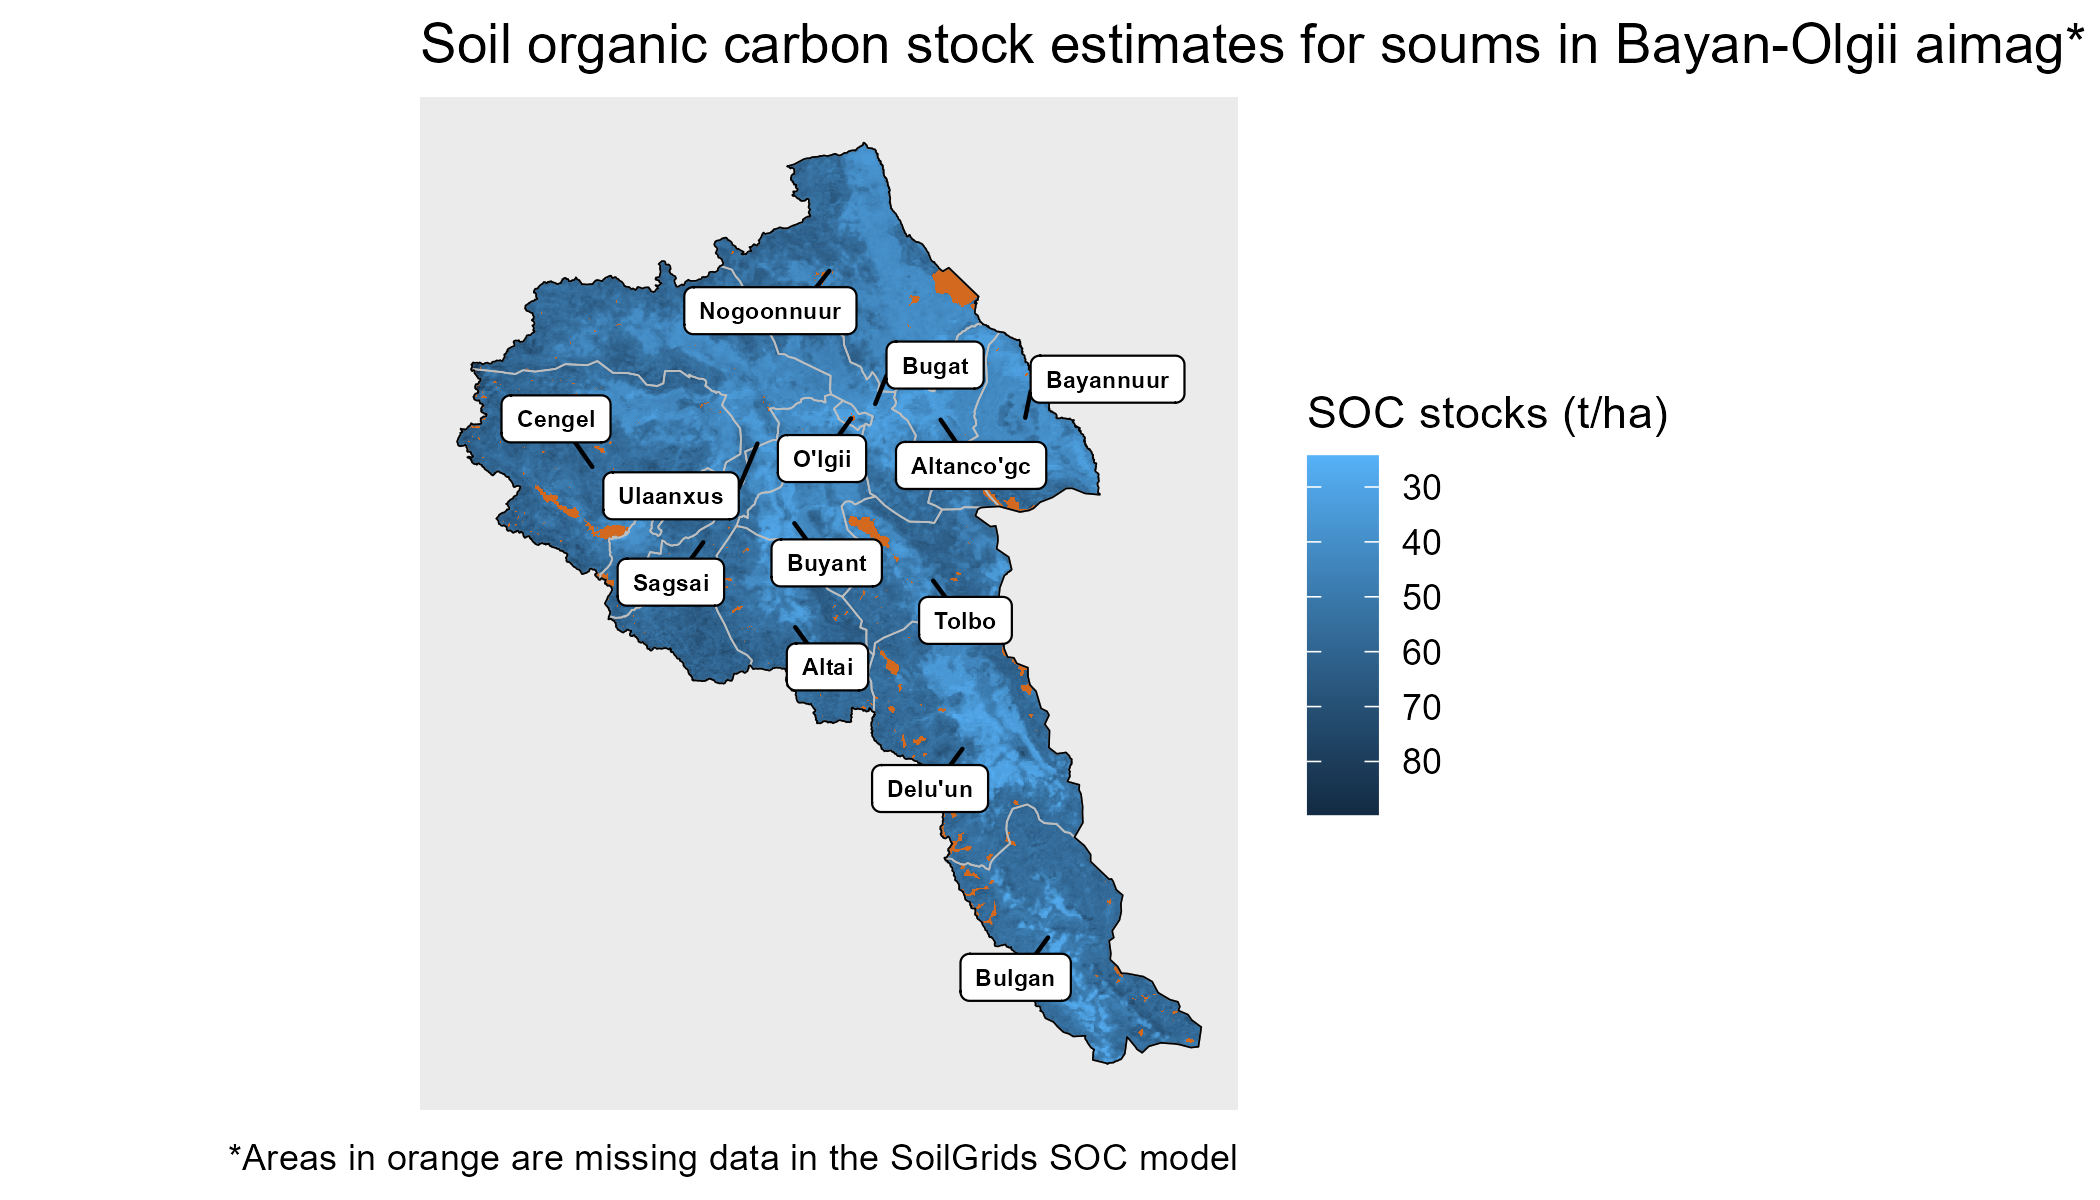 Soil organic carbon stock estimates for soums in Bayan-Olgii aimag*
Nogoonnuur
Bugat
Bayannuur
Cengel
O'lgii
Altanco'gc
Ulaanxus
Buyant
Sagsai
Tolbo
Altai
Delu'un
Bulgan
SOC stocks (t/ha)
30
40
50
60
70
80
*Areas in orange are missing data in the SoilGrids SOC model